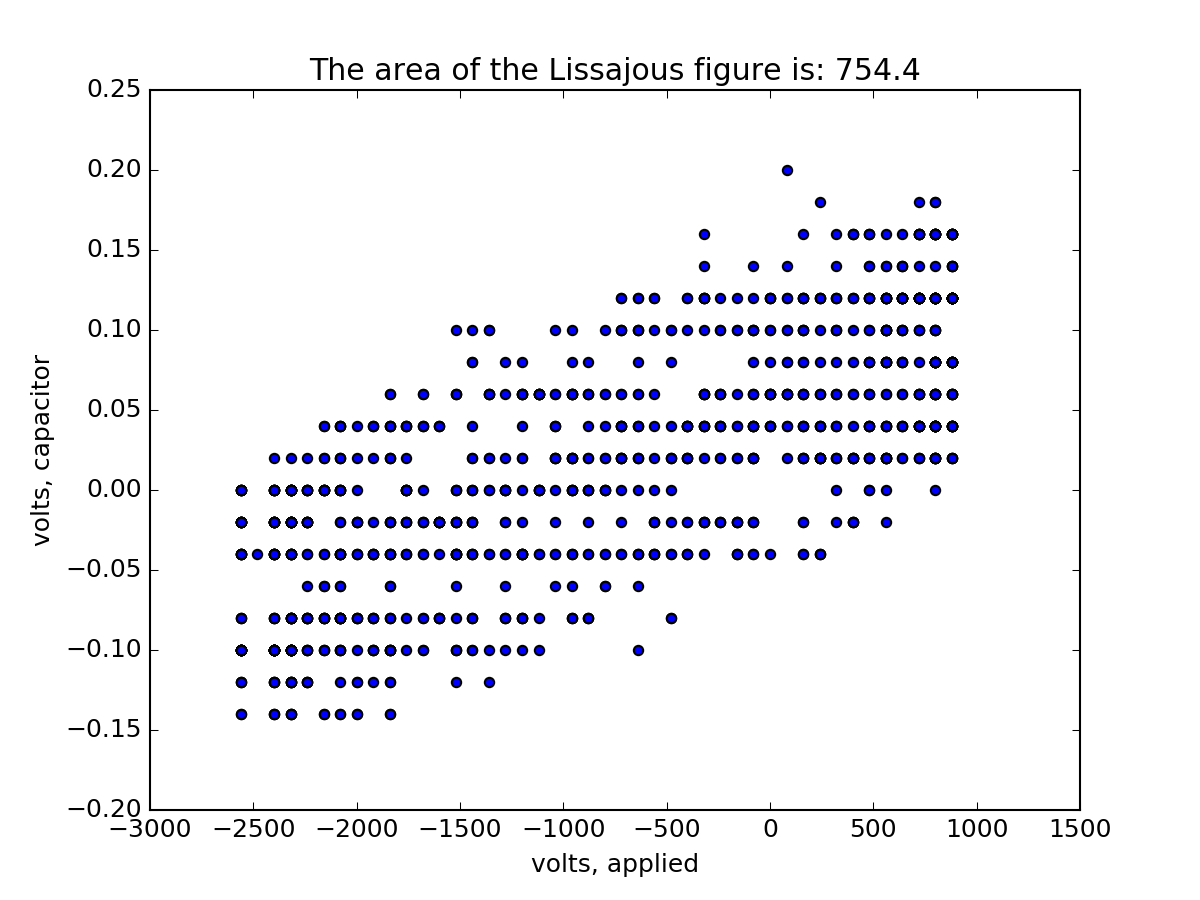 The area of the Lissajous figure is: 754.4
0.25
0.20
0.15
0.10
0.05
0.00
−0.05
−0.10
−0.15
−0.20
volts, capacitor
−3000 −2500 −2000 −1500 −1000 −500 0 500 1000 1500
volts, applied